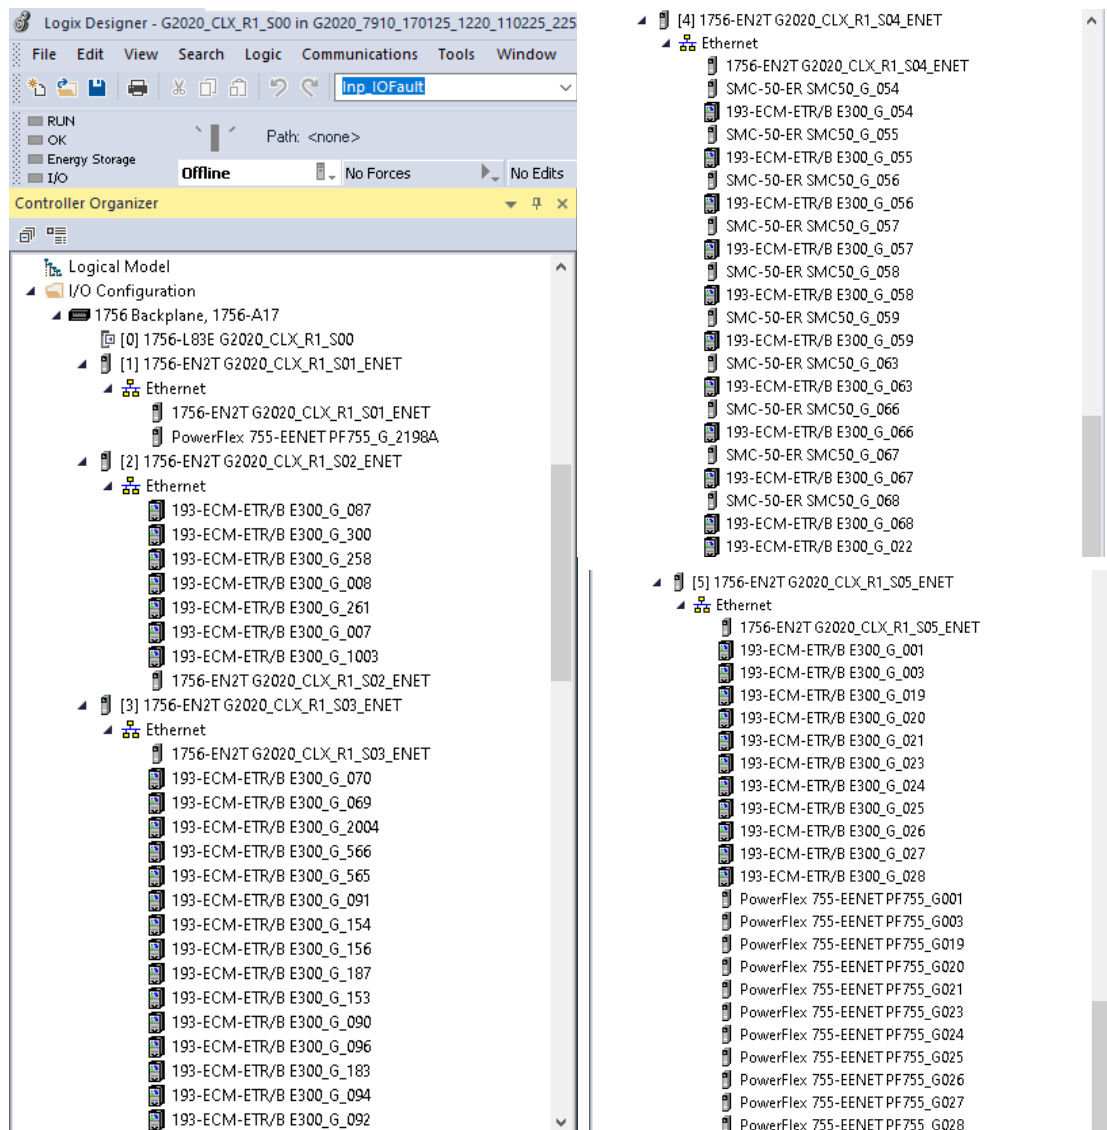 Logix Designer - G2020_CLX_R1_S00 in G2020_7910_170125_1220_110225_225
File Edit View Search Logic Communications Tools Window
Inp_IOFault
RUN
OK
Energy Storage
I/O
Path: <none>
Offline
No Forces
No Edits
Controller Organizer
Logical Model
I/O Configuration
1756 Backplane, 1756-A17
[0] 1756-L83E G2020_CLX_R1_S00
[1] 1756-EN2T G2020_CLX_R1_S01_ENET
Ethernet
1756-EN2T G2020_CLX_R1_S01_ENET
PowerFlex 755-EENET PF755_G_2198A
[2] 1756-EN2T G2020_CLX_R1_S02_ENET
Ethernet
193-ECM-ETR/B E300_G_087
193-ECM-ETR/B E300_G_300
193-ECM-ETR/B E300_G_258
193-ECM-ETR/B E300_G_008
193-ECM-ETR/B E300_G_261
193-ECM-ETR/B E300_G_007
193-ECM-ETR/B E300_G_1003
1756-EN2T G2020_CLX_R1_S02_ENET
[3] 1756-EN2T G2020_CLX_R1_S03_ENET
Ethernet
1756-EN2T G2020_CLX_R1_S03_ENET
193-ECM-ETR/B E300_G_070
193-ECM-ETR/B E300_G_069
193-ECM-ETR/B E300_G_2004
193-ECM-ETR/B E300_G_566
193-ECM-ETR/B E300_G_565
193-ECM-ETR/B E300_G_091
193-ECM-ETR/B E300_G_154
193-ECM-ETR/B E300_G_156
193-ECM-ETR/B E300_G_187
193-ECM-ETR/B E300_G_153
193-ECM-ETR/B E300_G_090
193-ECM-ETR/B E300_G_096
193-ECM-ETR/B E300_G_183
193-ECM-ETR/B E300_G_094
193-ECM-ETR/B E300_G_092
[4] 1756-EN2T G2020_CLX_R1_S04_ENET
Ethernet
1756-EN2T G2020_CLX_R1_S04_ENET
SMC-50-ER SMC50_G_054
193-ECM-ETR/B E300_G_054
SMC-50-ER SMC50_G_055
193-ECM-ETR/B E300_G_055
SMC-50-ER SMC50_G_056
193-ECM-ETR/B E300_G_056
SMC-50-ER SMC50_G_057
193-ECM-ETR/B E300_G_057
SMC-50-ER SMC50_G_058
193-ECM-ETR/B E300_G_058
SMC-50-ER SMC50_G_059
193-ECM-ETR/B E300_G_059
SMC-50-ER SMC50_G_063
193-ECM-ETR/B E300_G_063
SMC-50-ER SMC50_G_066
193-ECM-ETR/B E300_G_066
SMC-50-ER SMC50_G_067
193-ECM-ETR/B E300_G_067
SMC-50-ER SMC50_G_068
193-ECM-ETR/B E300_G_068
193-ECM-ETR/B E300_G_022
[5] 1756-EN2T G2020_CLX_R1_S05_ENET
Ethernet
1756-EN2T G2020_CLX_R1_S05_ENET
193-ECM-ETR/B E300_G_001
193-ECM-ETR/B E300_G_003
193-ECM-ETR/B E300_G_019
193-ECM-ETR/B E300_G_020
193-ECM-ETR/B E300_G_021
193-ECM-ETR/B E300_G_023
193-ECM-ETR/B E300_G_024
193-ECM-ETR/B E300_G_025
193-ECM-ETR/B E300_G_026
193-ECM-ETR/B E300_G_027
193-ECM-ETR/B E300_G_028
PowerFlex 755-EENET PF755_G001
PowerFlex 755-EENET PF755_G003
PowerFlex 755-EENET PF755_G019
PowerFlex 755-EENET PF755_G020
PowerFlex 755-EENET PF755_G021
PowerFlex 755-EENET PF755_G023
PowerFlex 755-EENET PF755_G024
PowerFlex 755-EENET PF755_G025
PowerFlex 755-EENET PF755_G026
PowerFlex 755-EENET PF755_G027
PowerFlex 755-EENET PF755_G028